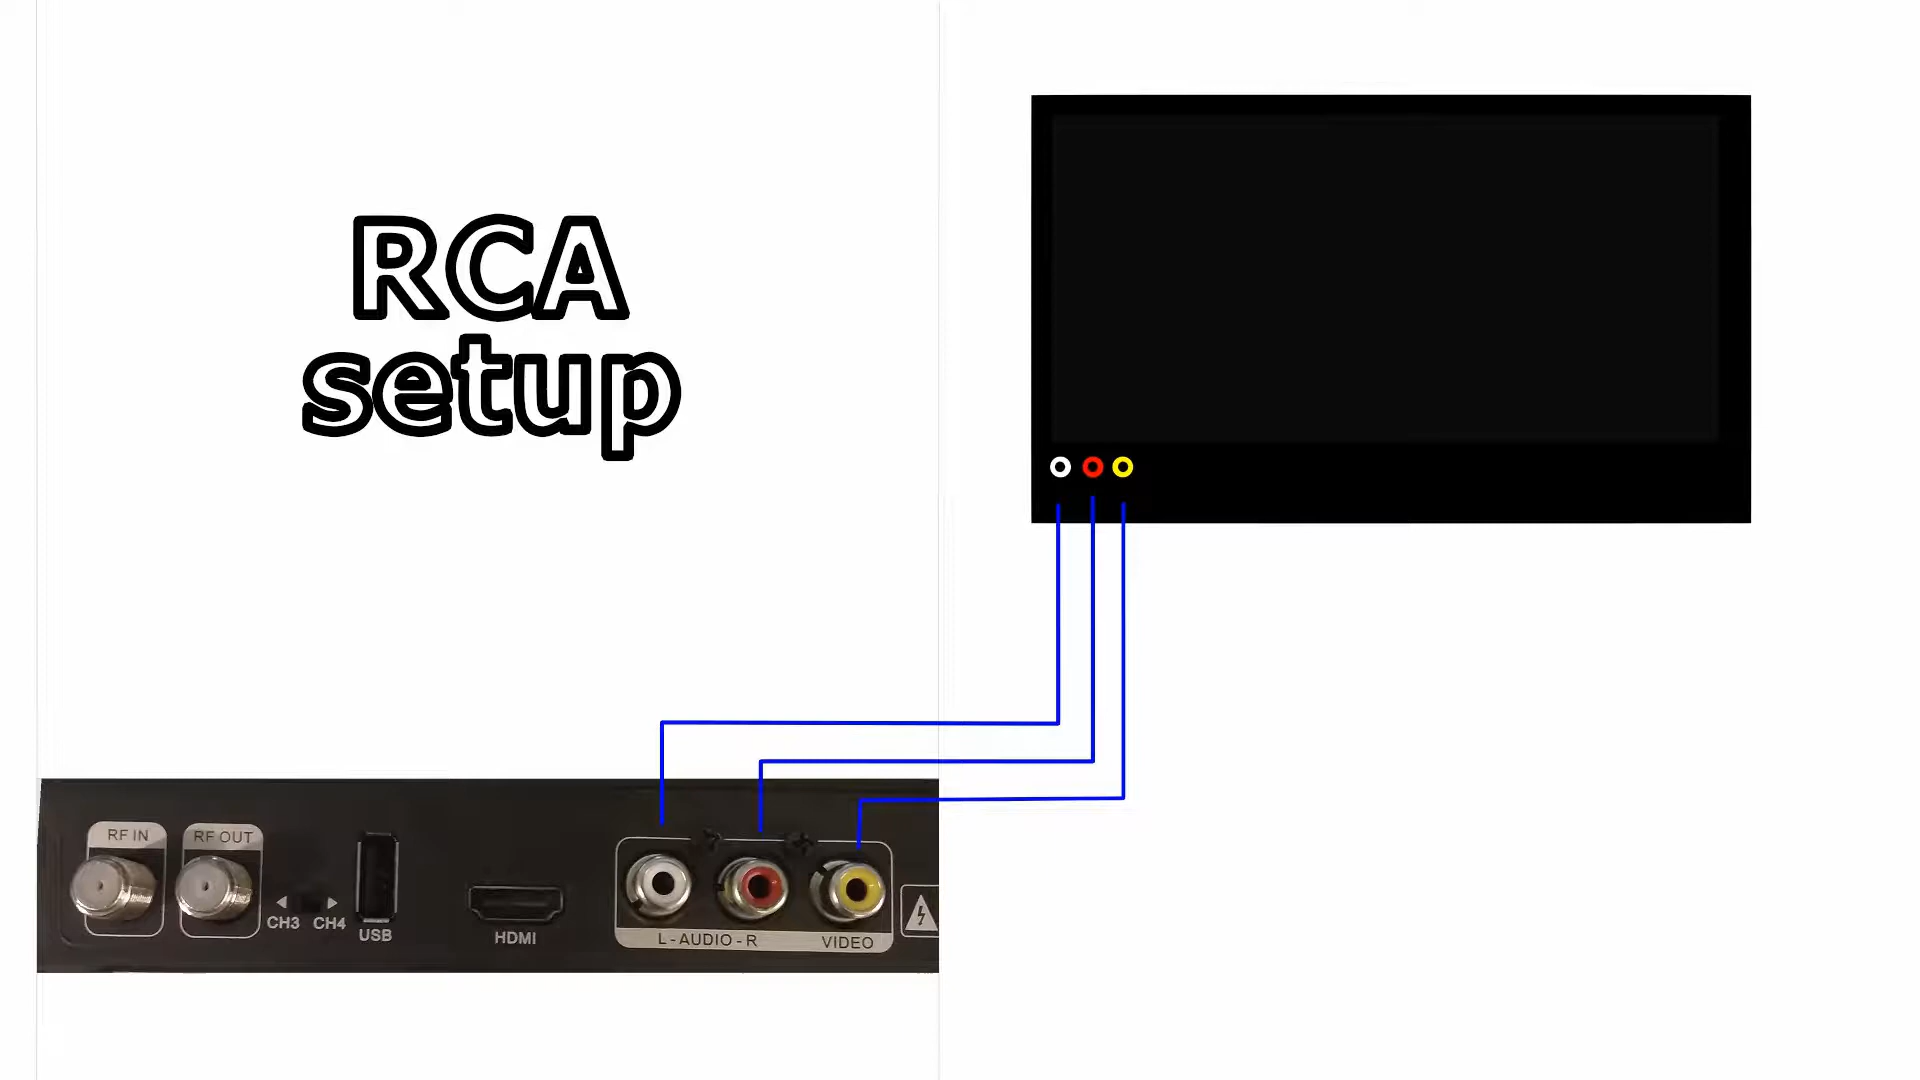 RCA
setup
RF IN
RF OUT
CH3
CH4
USB
HDMI
L-AUDIO-R
VIDEO